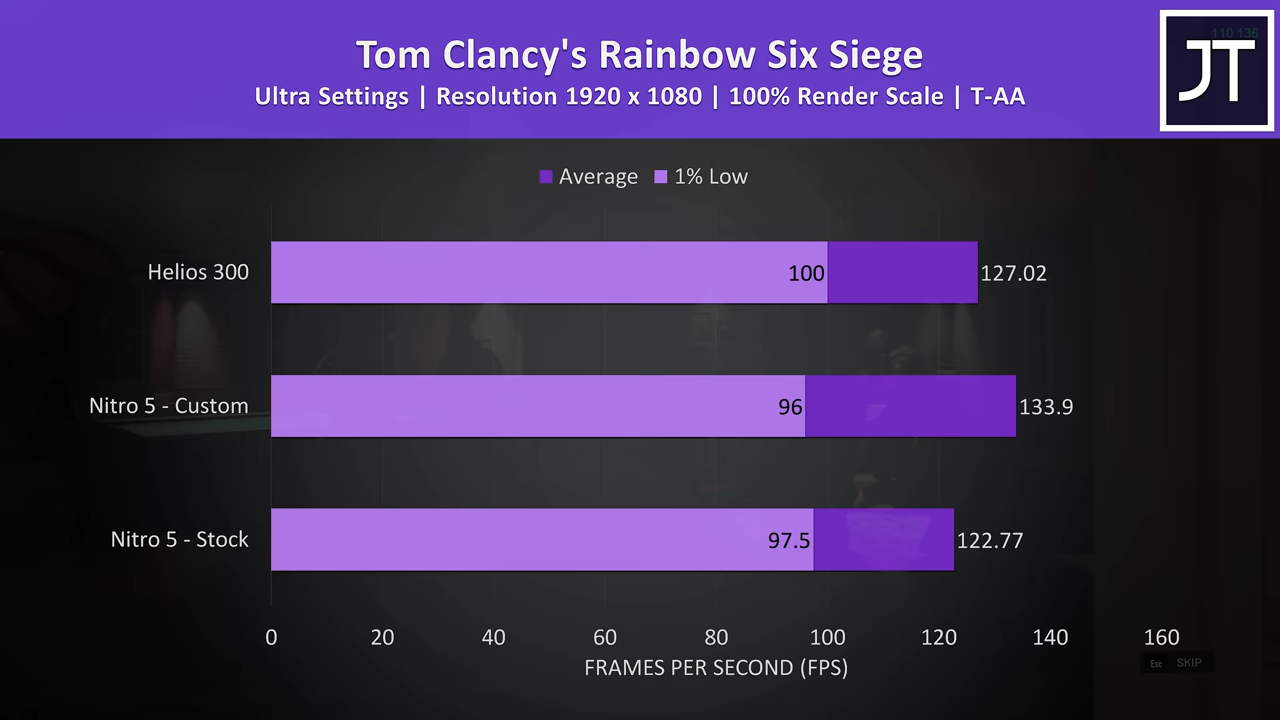 Tom Clancy's Rainbow Six Siege
Ultra Settings | Resolution 1920 x 1080 | 100% Render Scale | T-AA
110 136
JT
Average 1% Low
Helios 300 100 127.02
Nitro 5 - Custom 96 133.9
Nitro 5 - Stock 97.5 122.77
0 20 40 60 80 100 120 140 160
FRAMES PER SECOND (FPS)
Esc SKIP